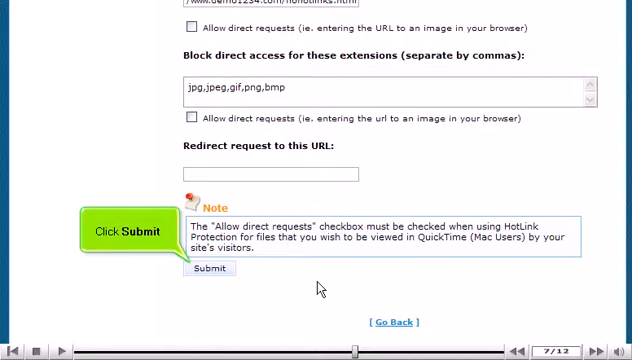 /www.demo1234.com/nohotlinks.html
Allow direct requests (ie. entering the URL to an image in your browser)
Block direct access for these extensions (separate by commas):
jpg,jpeg,gif,png,bmp
Allow direct requests (ie. entering the url to an image in your browser)
Redirect request to this URL:
Note
The "Allow direct requests" checkbox must be checked when using HotLink
Protection for files that you wish to be viewed in QuickTime (Mac Users) by your
site's visitors.
Click Submit
Submit
[ Go Back ]
7/12